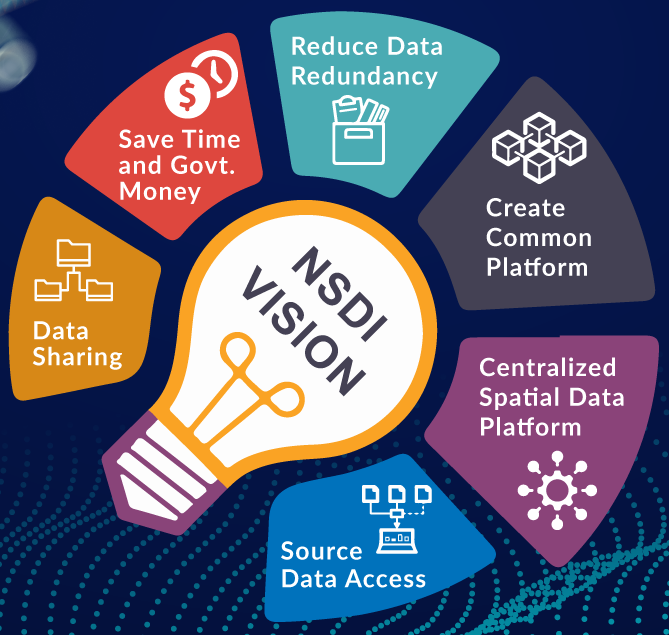 Reduce Data
Redundancy
$
Save Time
and Govt.
Money
Create
Common
Platform
NSDI
VISION
Data
Sharing
Centralized
Spatial Data
Platform
Source
Data Access